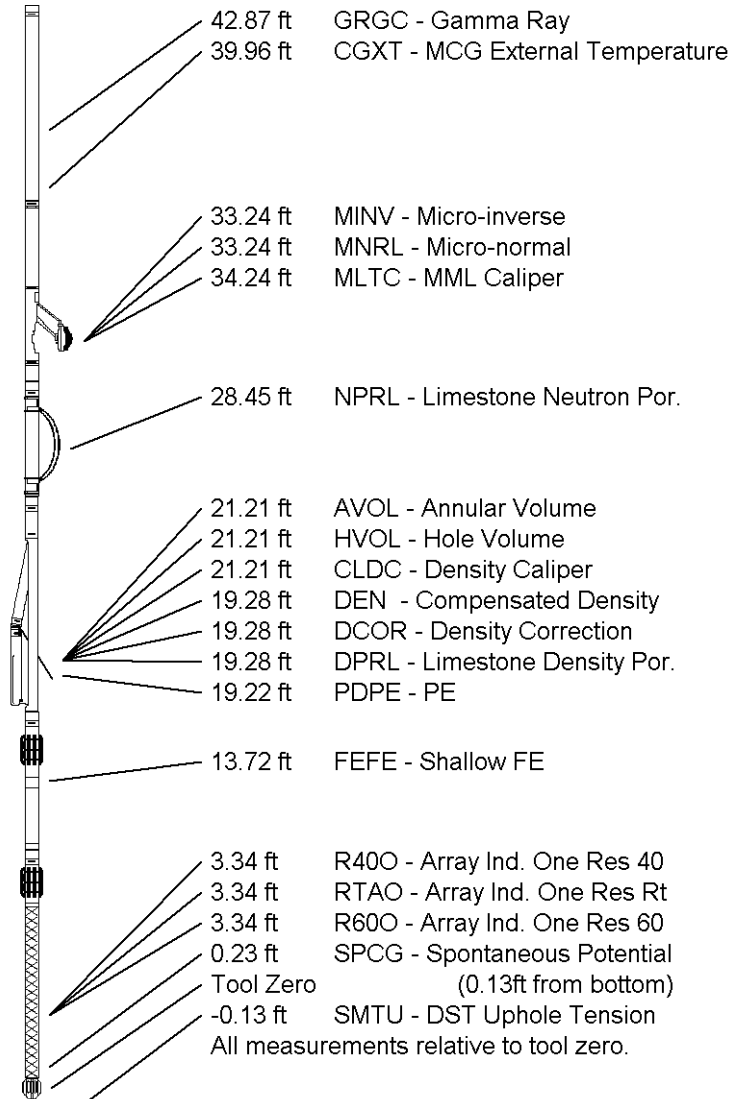 42.87 ft GRGC - Gamma Ray
39.96 ft CGXT - MCG External Temperature
33.24 ft MINV - Micro-inverse
33.24 ft MNRL - Micro-normal
34.24 ft MLTC - MML Caliper
28.45 ft NPRL - Limestone Neutron Por.
21.21 ft AVOL - Annular Volume
21.21 ft HVOL - Hole Volume
21.21 ft CLDC - Density Caliper
19.28 ft DEN - Compensated Density
19.28 ft DCOR - Density Correction
19.28 ft DPRL - Limestone Density Por.
19.22 ft PDPE - PE
13.72 ft FEFE - Shallow FE
3.34 ft R40O - Array Ind. One Res 40
3.34 ft RTAO - Array Ind. One Res Rt
3.34 ft R60O - Array Ind. One Res 60
0.23 ft SPCG - Spontaneous Potential
Tool Zero (0.13ft from bottom)
-0.13 ft SMTU - DST Uphole Tension
All measurements relative to tool zero.